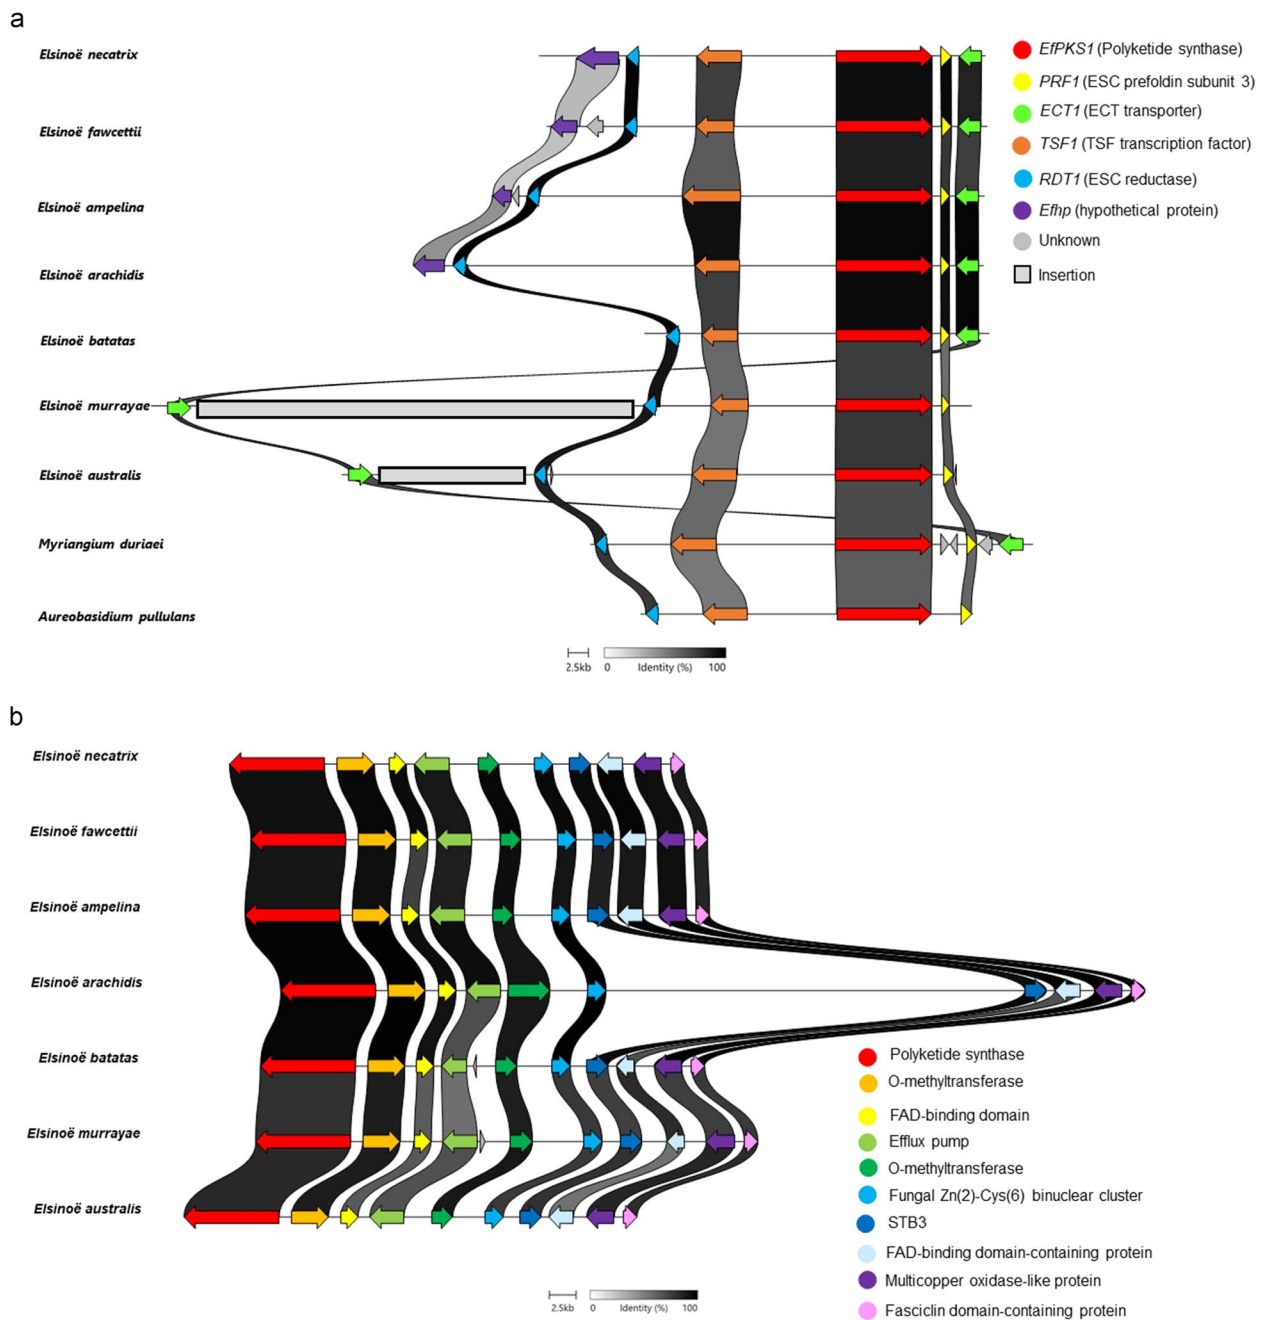 a
Elsinoë necatrix
Elsinoë fawcettii
Elsinoë ampelina
Elsinoë arachidis
Elsinoë batatas
Elsinoë murrayae
Elsinoë australis
Myriangium duriaei
Aureobasidium pullulans
EfPKS1 (Polyketide synthase)
PRF1 (ESC prefoldin subunit 3)
ECT1 (ECT transporter)
TSF1 (TSF transcription factor)
RDT1 (ESC reductase)
Efhp (hypothetical protein)
Unknown
Insertion
2.5kb 0 Identity (%) 100
b
Elsinoë necatrix
Elsinoë fawcettii
Elsinoë ampelina
Elsinoë arachidis
Elsinoë batatas
Elsinoë murrayae
Elsinoë australis
Polyketide synthase
O-methyltransferase
FAD-binding domain
Efflux pump
O-methyltransferase
Fungal Zn(2)-Cys(6) binuclear cluster
STB3
FAD-binding domain-containing protein
Multicopper oxidase-like protein
Fasciclin domain-containing protein
2.5kb 0 Identity (%) 100